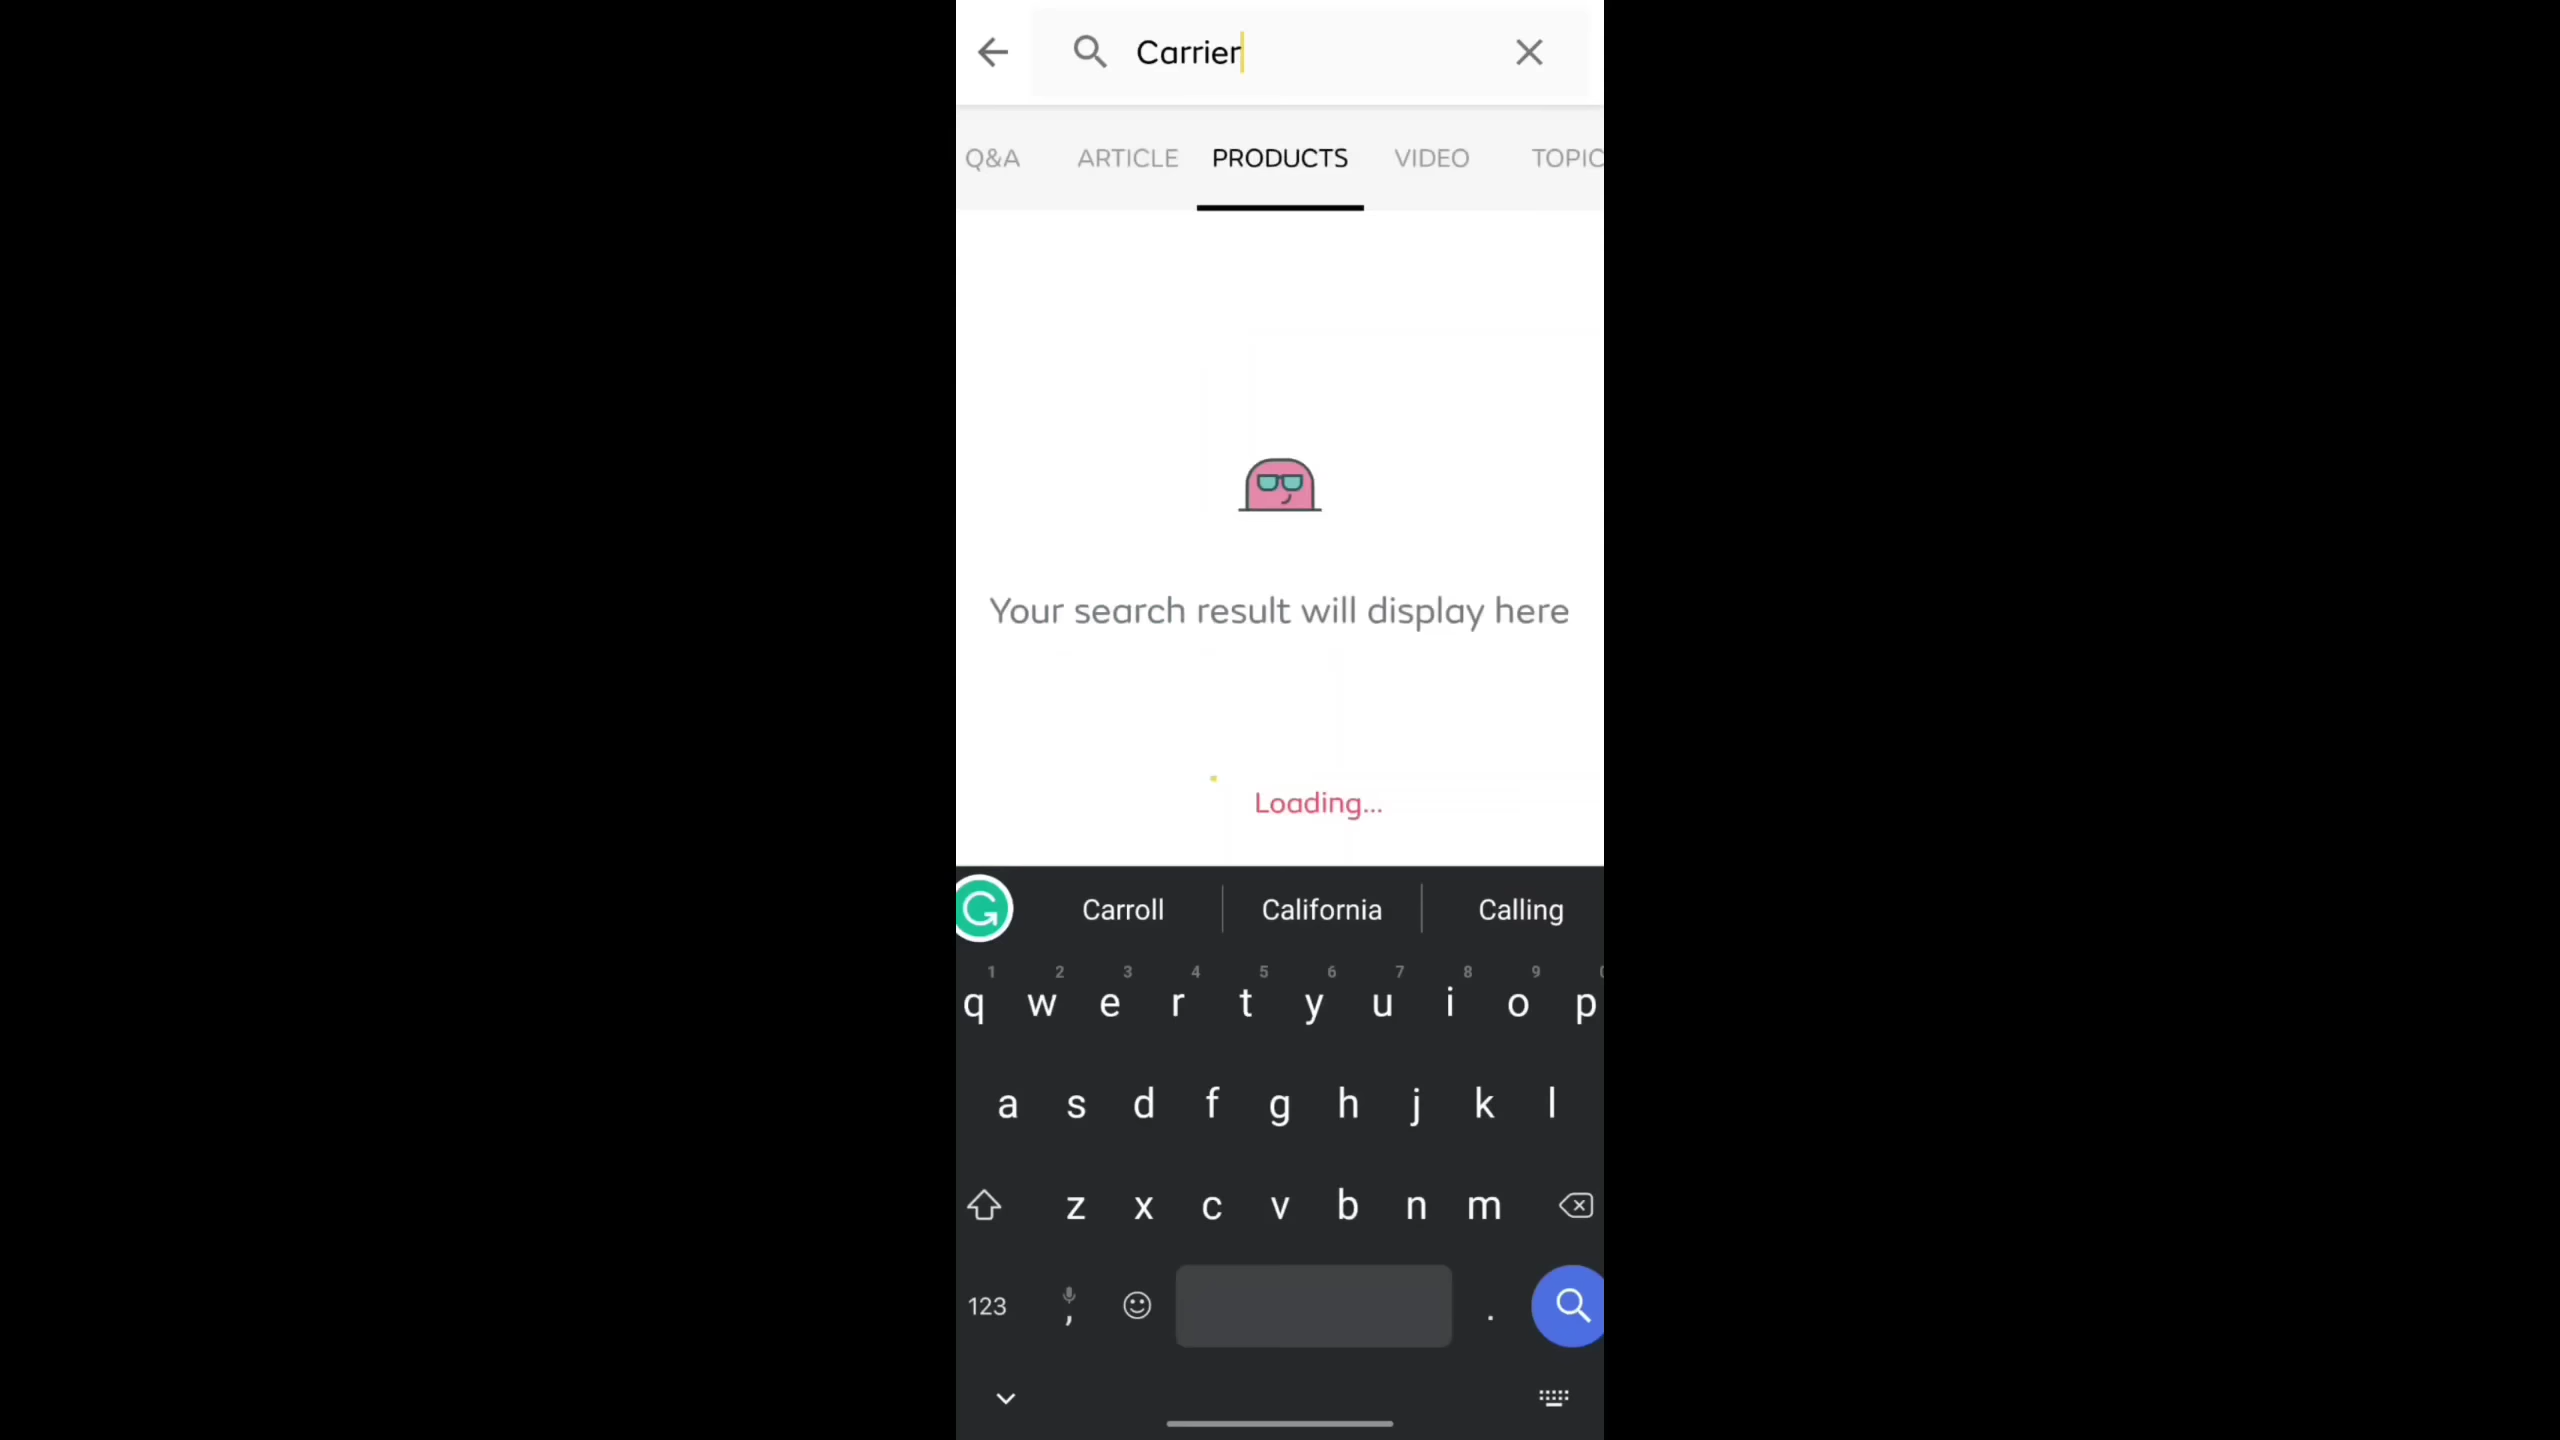 Carrier
Q&A ARTICLE PRODUCTS VIDEO TOPIC
Your search result will display here
Loading...
Carroll California Calling
1 2 3 4 5 6 7 8 9 0
q w e r t y u i o p
a s d f g h j k l
z x c v b n m
123 , .